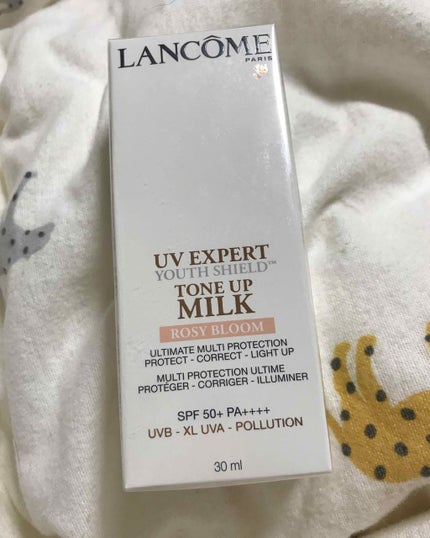 LANCÔME
PARIS
UV EXPERT
YOUTH SHIELD™
TONE UP
MILK
ROSY BLOOM
ULTIMATE MULTI PROTECTION
PROTECT - CORRECT - LIGHT UP
MULTI PROTECTION ULTIME
PROTÉGER - CORRIGER - ILLUMINER
SPF 50+ PA++++
UVB - XL UVA - POLLUTION
30 ml